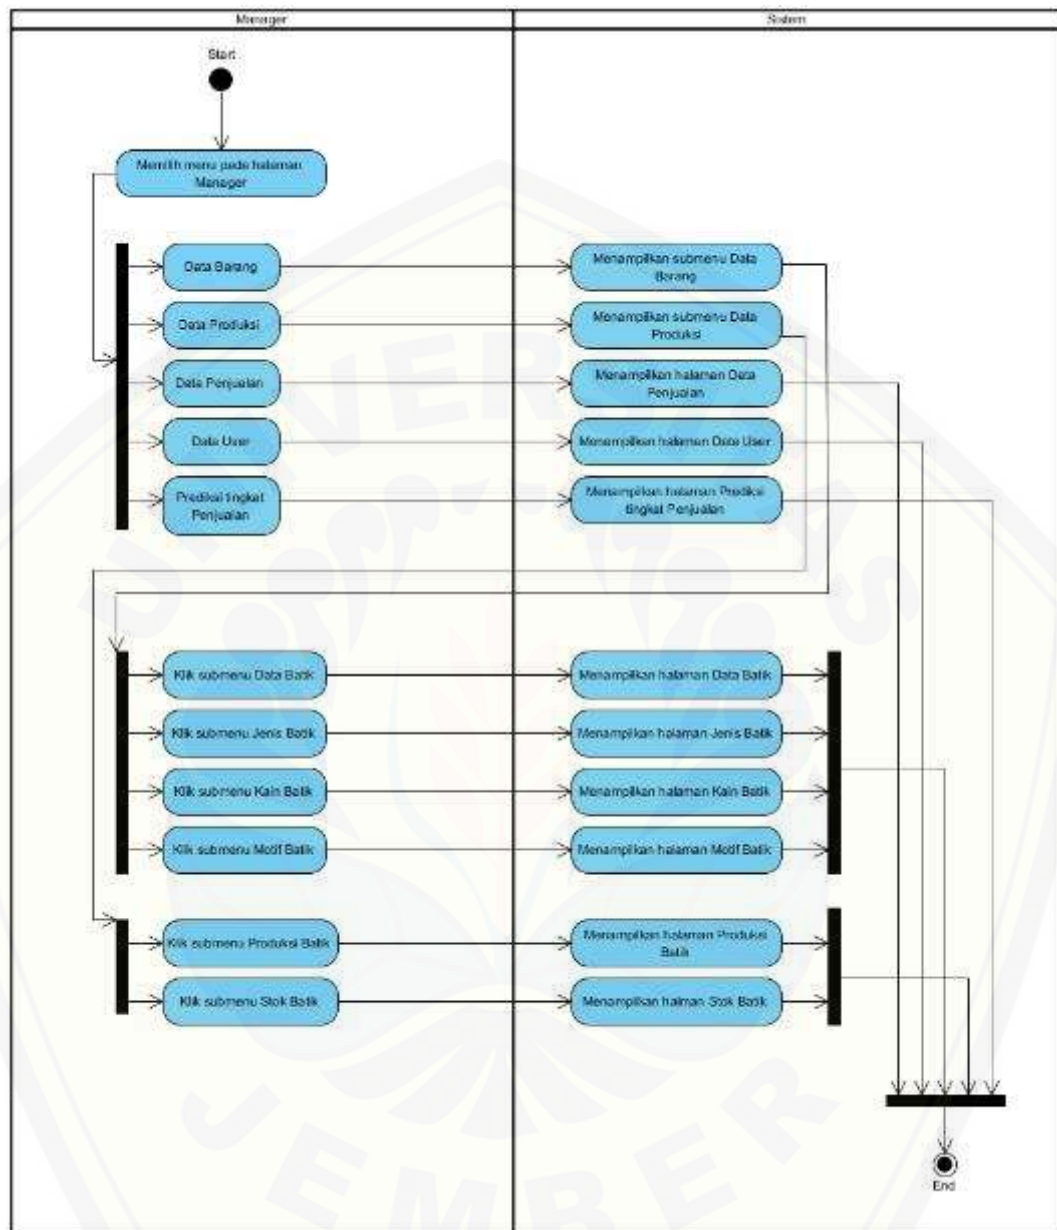 Manager
Sistem
Start
Memilih menu pada halaman
Manager
Data Barang
Menampilkan submenu Data
Barang
Data Produksi
Menampilkan submenu Data
Produksi
Data Penjualan
Menampilkan halaman Data
Penjualan
Data User
Menampilkan halaman Data User
Prediksi tingkat
Penjualan
Menampilkan halaman Prediksi
tingkat Penjualan
Klik submenu Data Batik
Menampilkan halaman Data Batik
Klik submenu Jenis Batik
Menampilkan halaman Jenis Batik
Klik submenu Kain Batik
Menampilkan halaman Kain Batik
Klik submenu Motif Batik
Menampilkan halaman Motif Batik
Klik submenu Produksi Batik
Menampilkan halaman Produksi
Batik
Klik submenu Stok Batik
Menampilkan halman Stok Batik
End
UNIVERSITAS
JEMBER